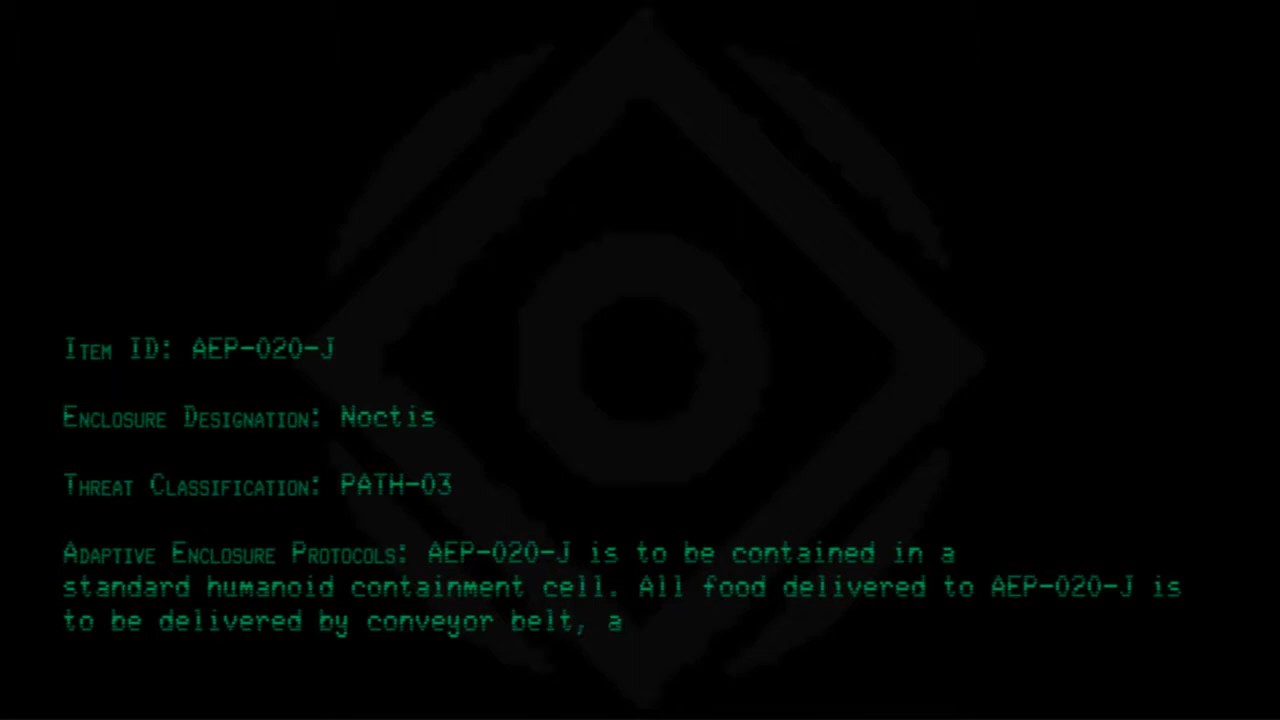 Item ID: AEP-020-J
Enclosure Designation: Noctis
Threat Classification: PATH-03
Adaptive Enclosure Protocols: AEP-020-J is to be contained in a
standard humanoid containment cell. All food delivered to AEP-020-J is
to be delivered by conveyor belt, a